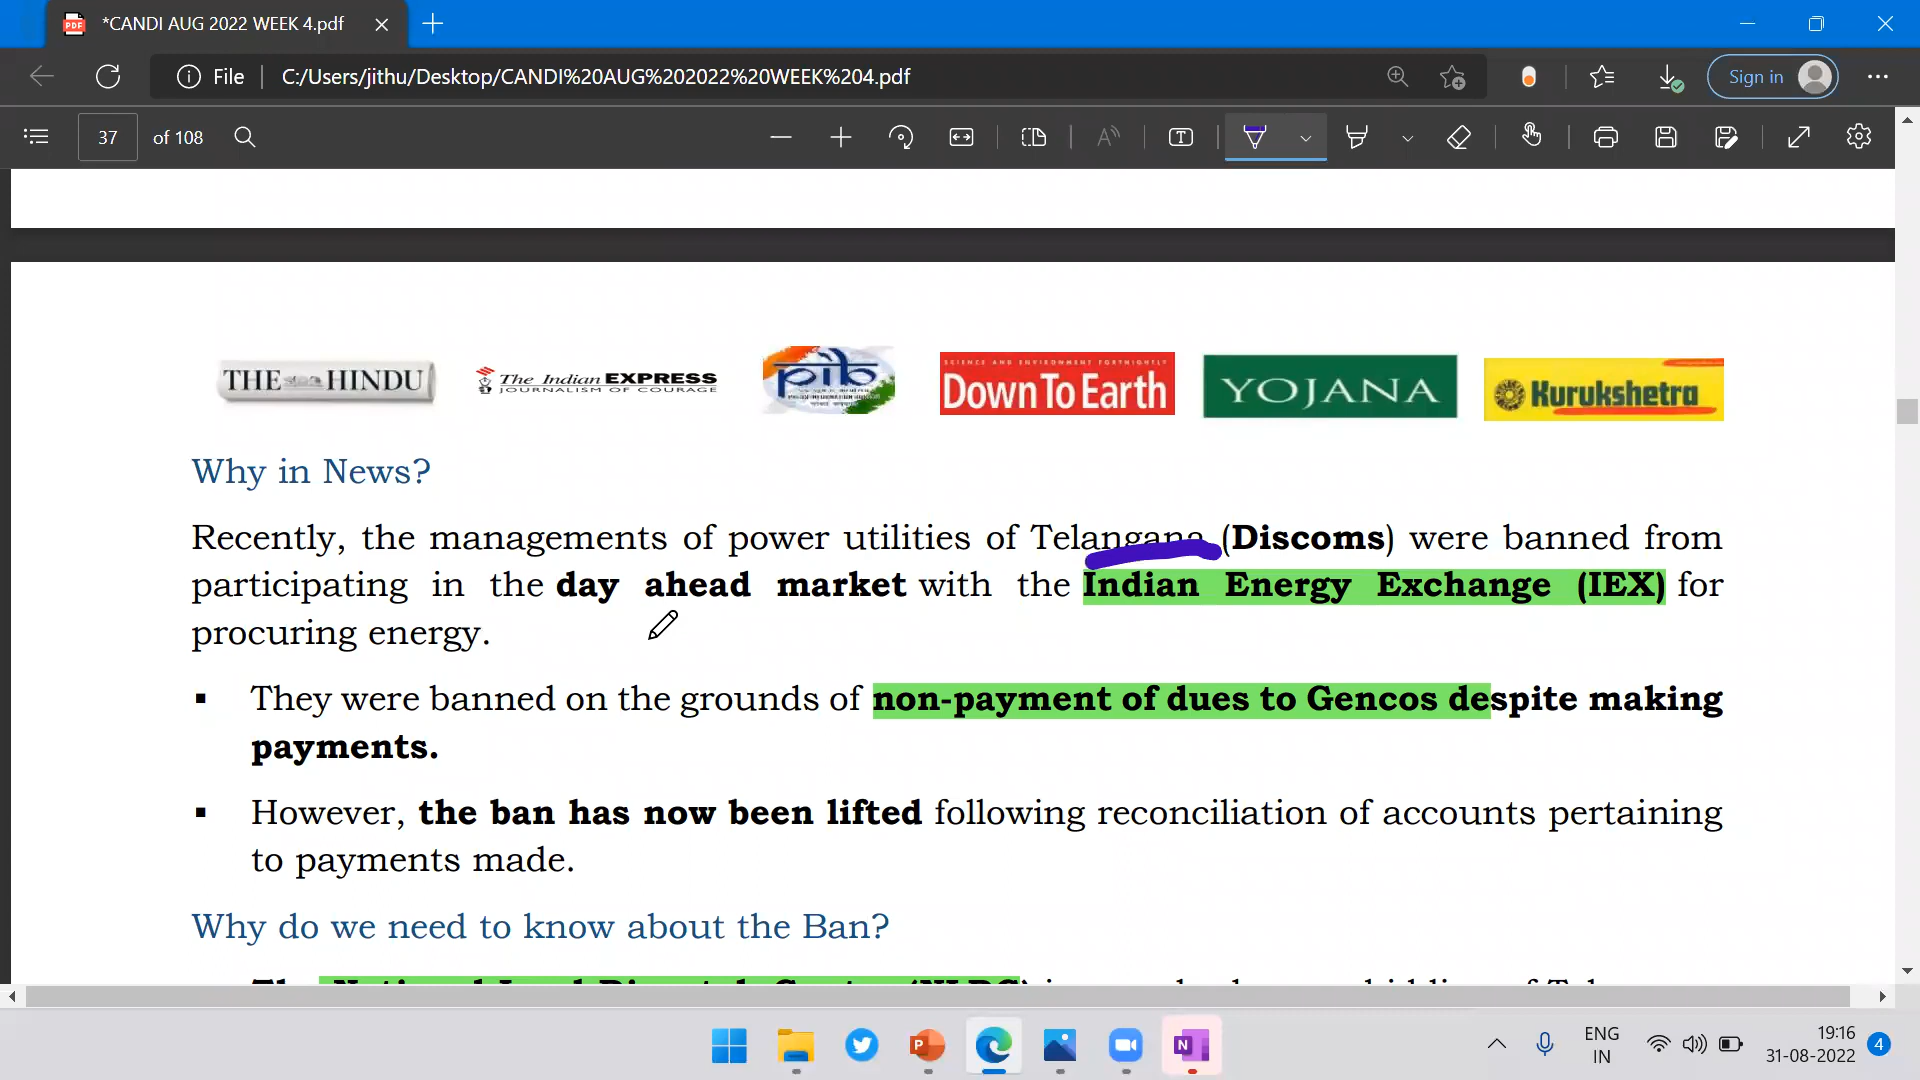 *CANDI AUG 2022 WEEK 4.pdf
File
C:/Users/jithu/Desktop/CANDI%20AUG%202022%20WEEK%204.pdf
Sign in
37 of 108
THE HINDU
The Indian EXPRESS
JOURNALISM OF COURAGE
pib
SCIENCE AND ENVIRONMENT FORTNIGHTLY
Down To Earth
YOJANA
Kurukshetra
Why in News?
Recently, the managements of power utilities of Telangana (Discoms) were banned from
participating in the day ahead market with the Indian Energy Exchange (IEX) for
procuring energy.
▪ They were banned on the grounds of non-payment of dues to Gencos despite making
payments.
▪ However, the ban has now been lifted following reconciliation of accounts pertaining
to payments made.
Why do we need to know about the Ban?
ENG
IN
19:16
31-08-2022
4